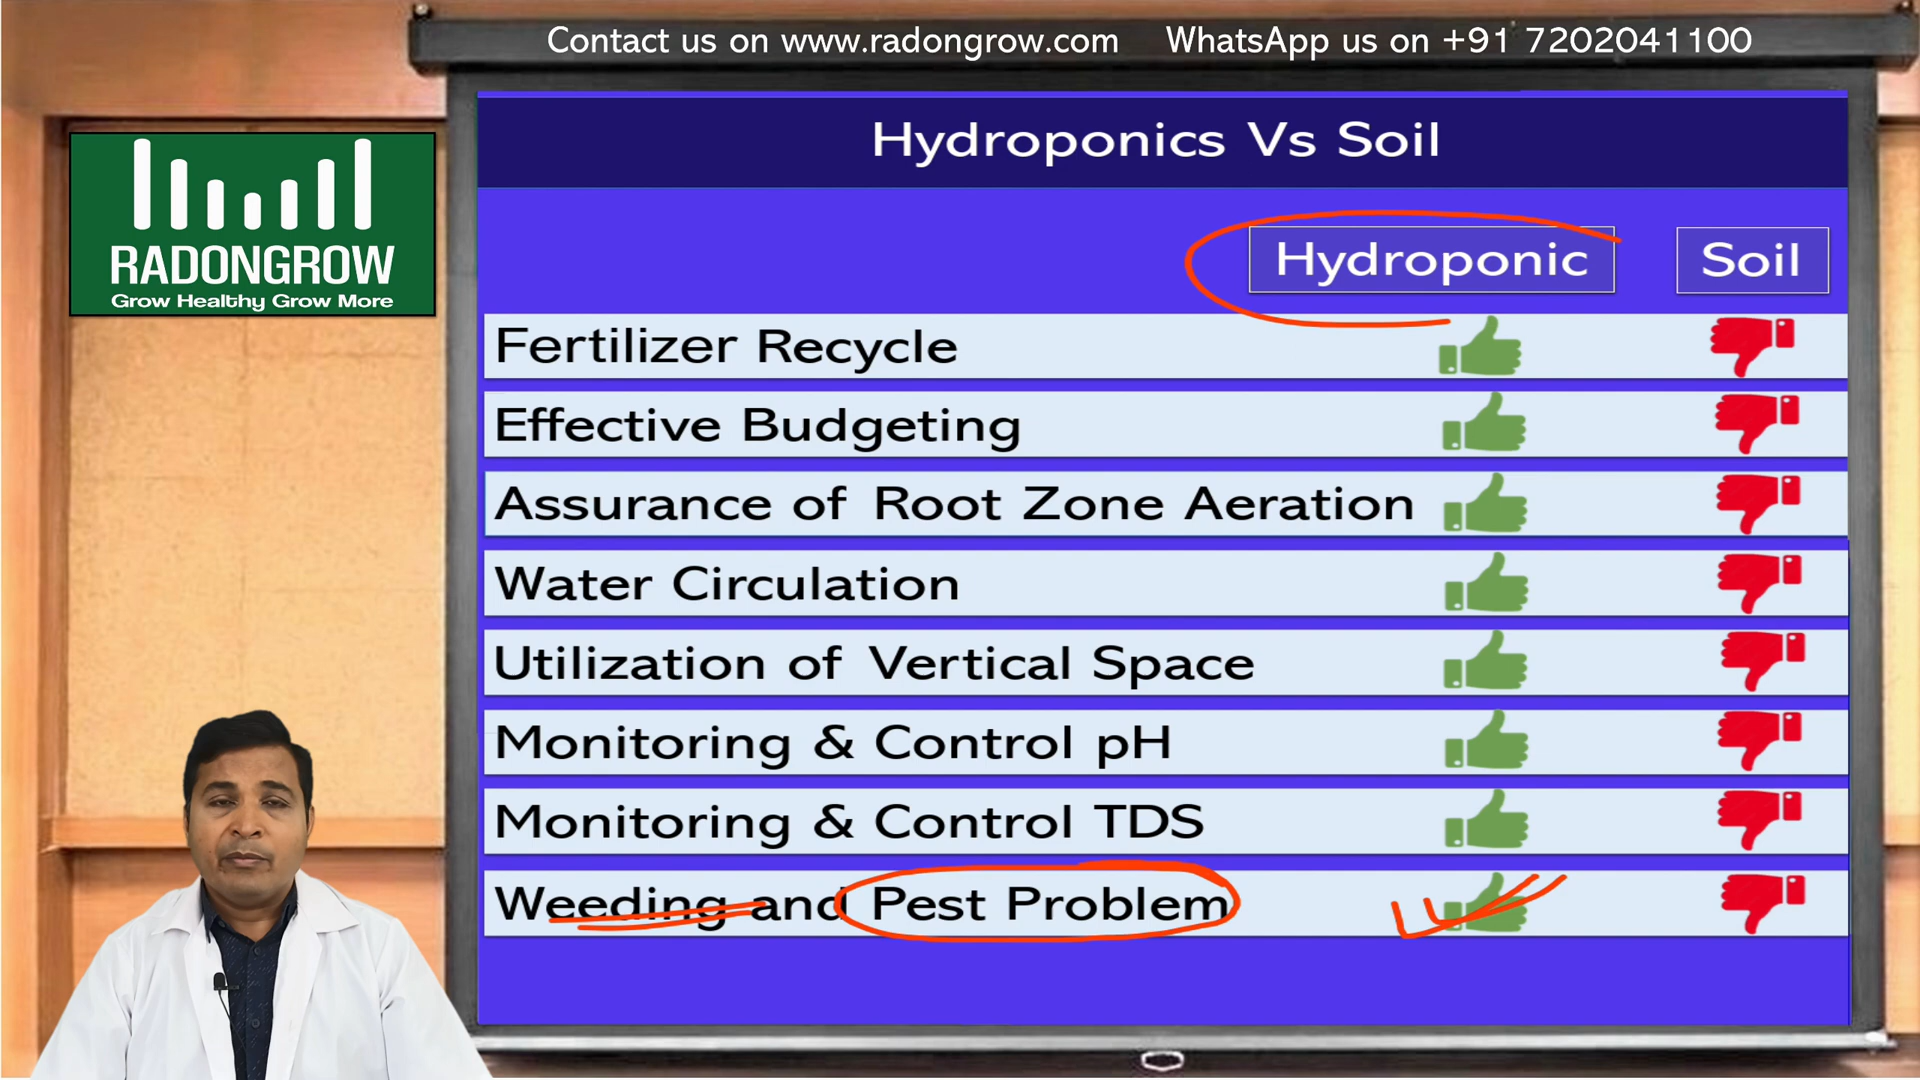 Contact us on www.radongrow.com WhatsApp us on +91 7202041100
RADONGROW
Grow Healthy Grow More
Hydroponics Vs Soil
Hydroponic Soil
Fertilizer Recycle
Effective Budgeting
Assurance of Root Zone Aeration
Water Circulation
Utilization of Vertical Space
Monitoring & Control pH
Monitoring & Control TDS
Weeding and Pest Problem